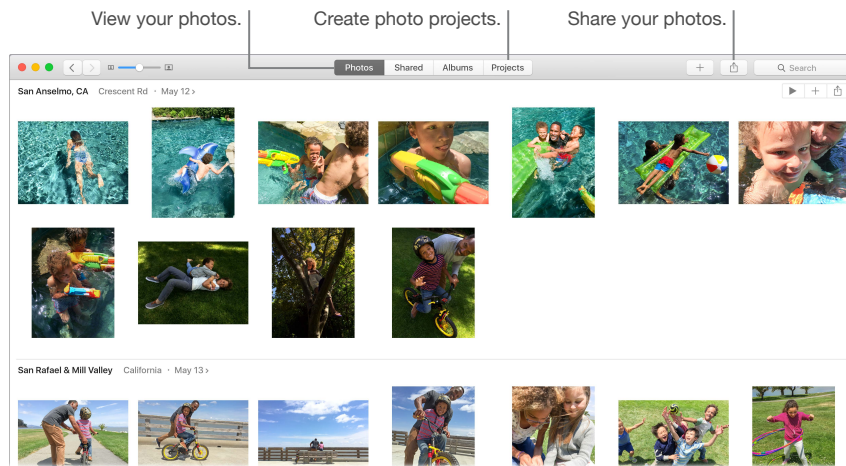 View your photos.
Create photo projects.
Share your photos.
Photos
Shared
Albums
Projects
Search
San Anselmo, CA Crescent Rd · May 12 >
San Rafael & Mill Valley California · May 13 >